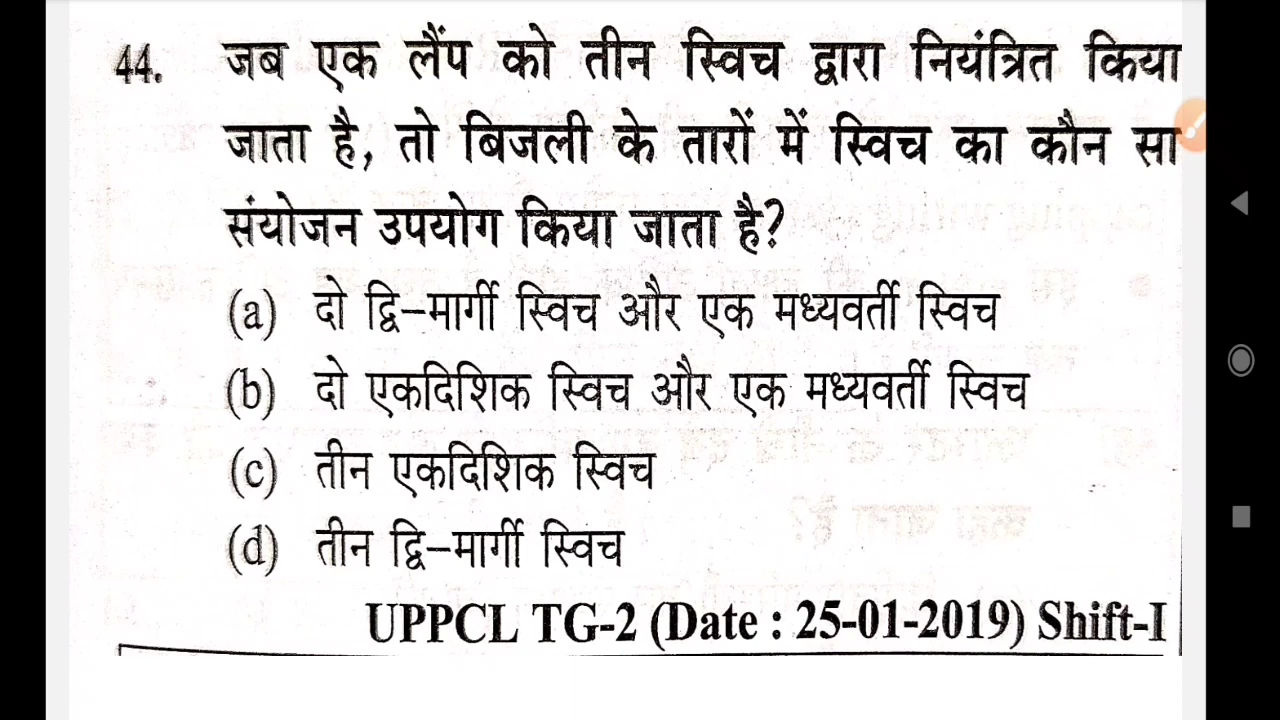 44. जब एक लैंप को तीन स्विच द्वारा नियंत्रित किया
जाता है, तो बिजली के तारों में स्विच का कौन सा
संयोजन उपयोग किया जाता है?
(a) दो द्वि-मार्गी स्विच और एक मध्यवर्ती स्विच
(b) दो एकदिशिक स्विच और एक मध्यवर्ती स्विच
(c) तीन एकदिशिक स्विच
(d) तीन द्वि-मार्गी स्विच
UPPCL TG-2 (Date : 25-01-2019) Shift-I